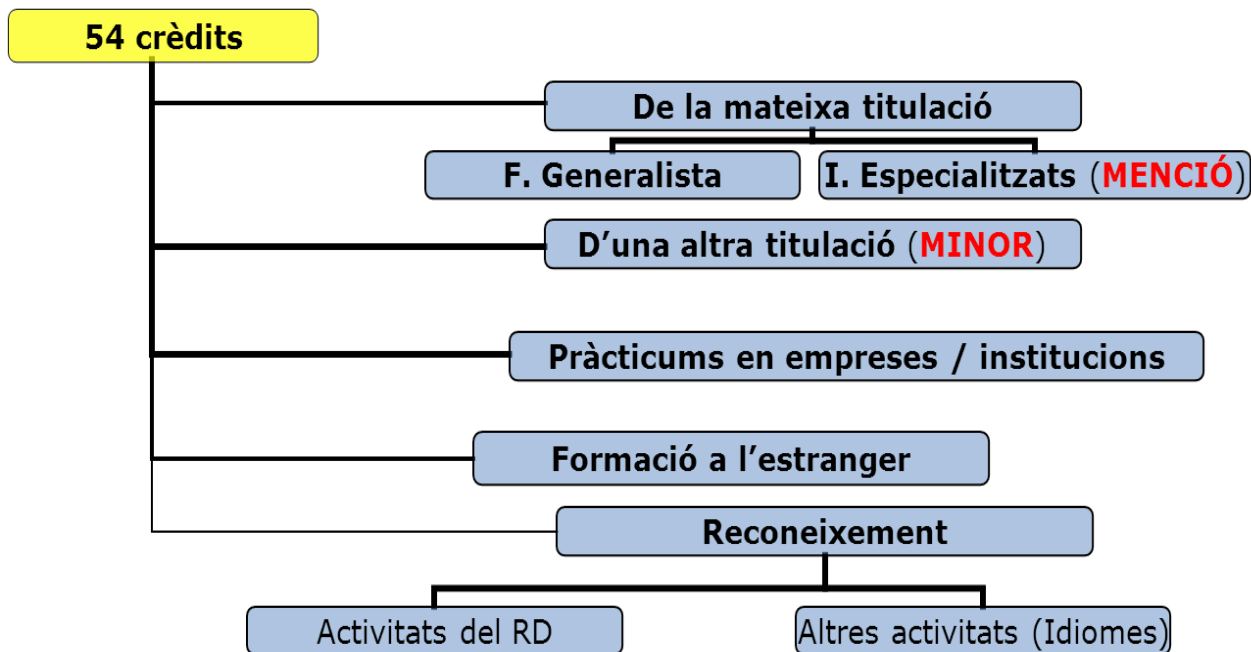 54 crèdits
De la mateixa titulació
F. Generalista
I. Especialitzats (MENCIÓ)
D’una altra titulació (MINOR)
Pràcticums en empreses / institucions
Formació a l’estranger
Reconeixement
Activitats del RD
Altres activitats (Idiomes)